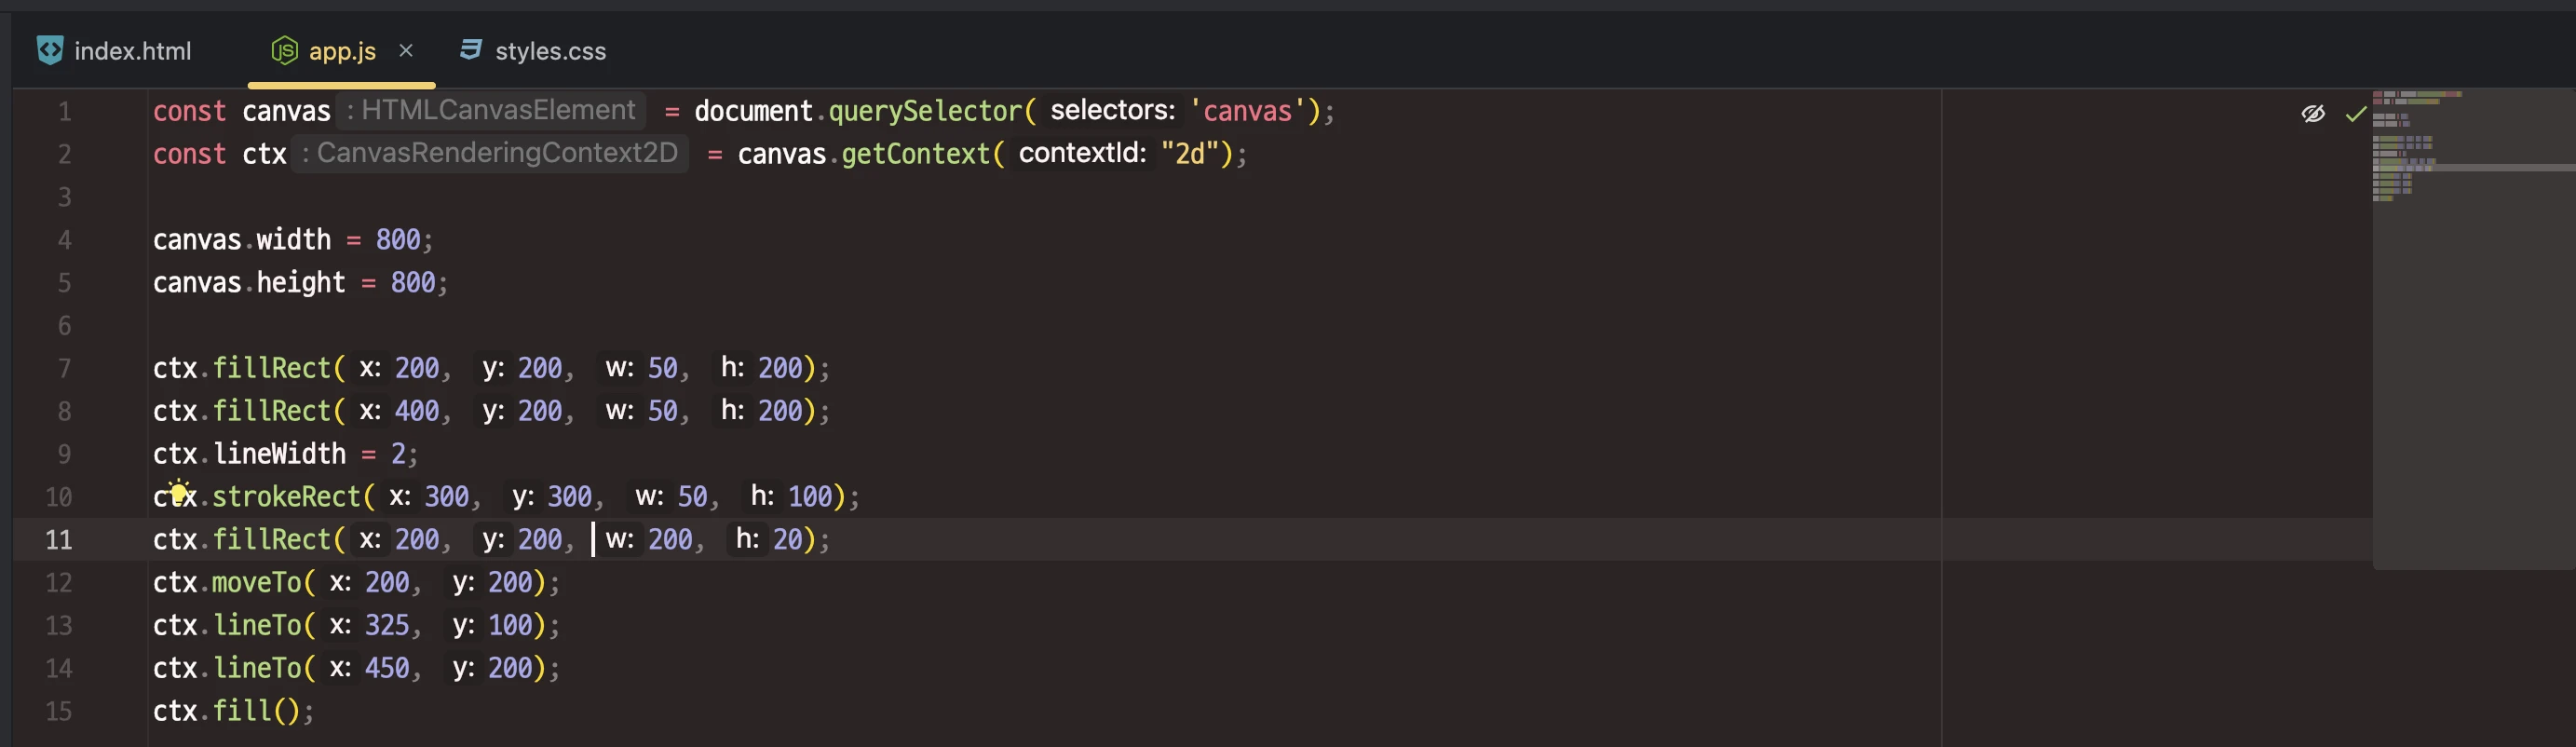 index.html app.js × styles.css
1 const canvas : HTMLCanvasElement = document.querySelector( selectors: 'canvas');
2 const ctx : CanvasRenderingContext2D = canvas.getContext( contextId: "2d");
3
4 canvas.width = 800;
5 canvas.height = 800;
6
7 ctx.fillRect( x: 200, y: 200, w: 50, h: 200);
8 ctx.fillRect( x: 400, y: 200, w: 50, h: 200);
9 ctx.lineWidth = 2;
10 ctx.strokeRect( x: 300, y: 300, w: 50, h: 100);
11 ctx.fillRect( x: 200, y: 200, w: 200, h: 20);
12 ctx.moveTo( x: 200, y: 200);
13 ctx.lineTo( x: 325, y: 100);
14 ctx.lineTo( x: 450, y: 200);
15 ctx.fill();